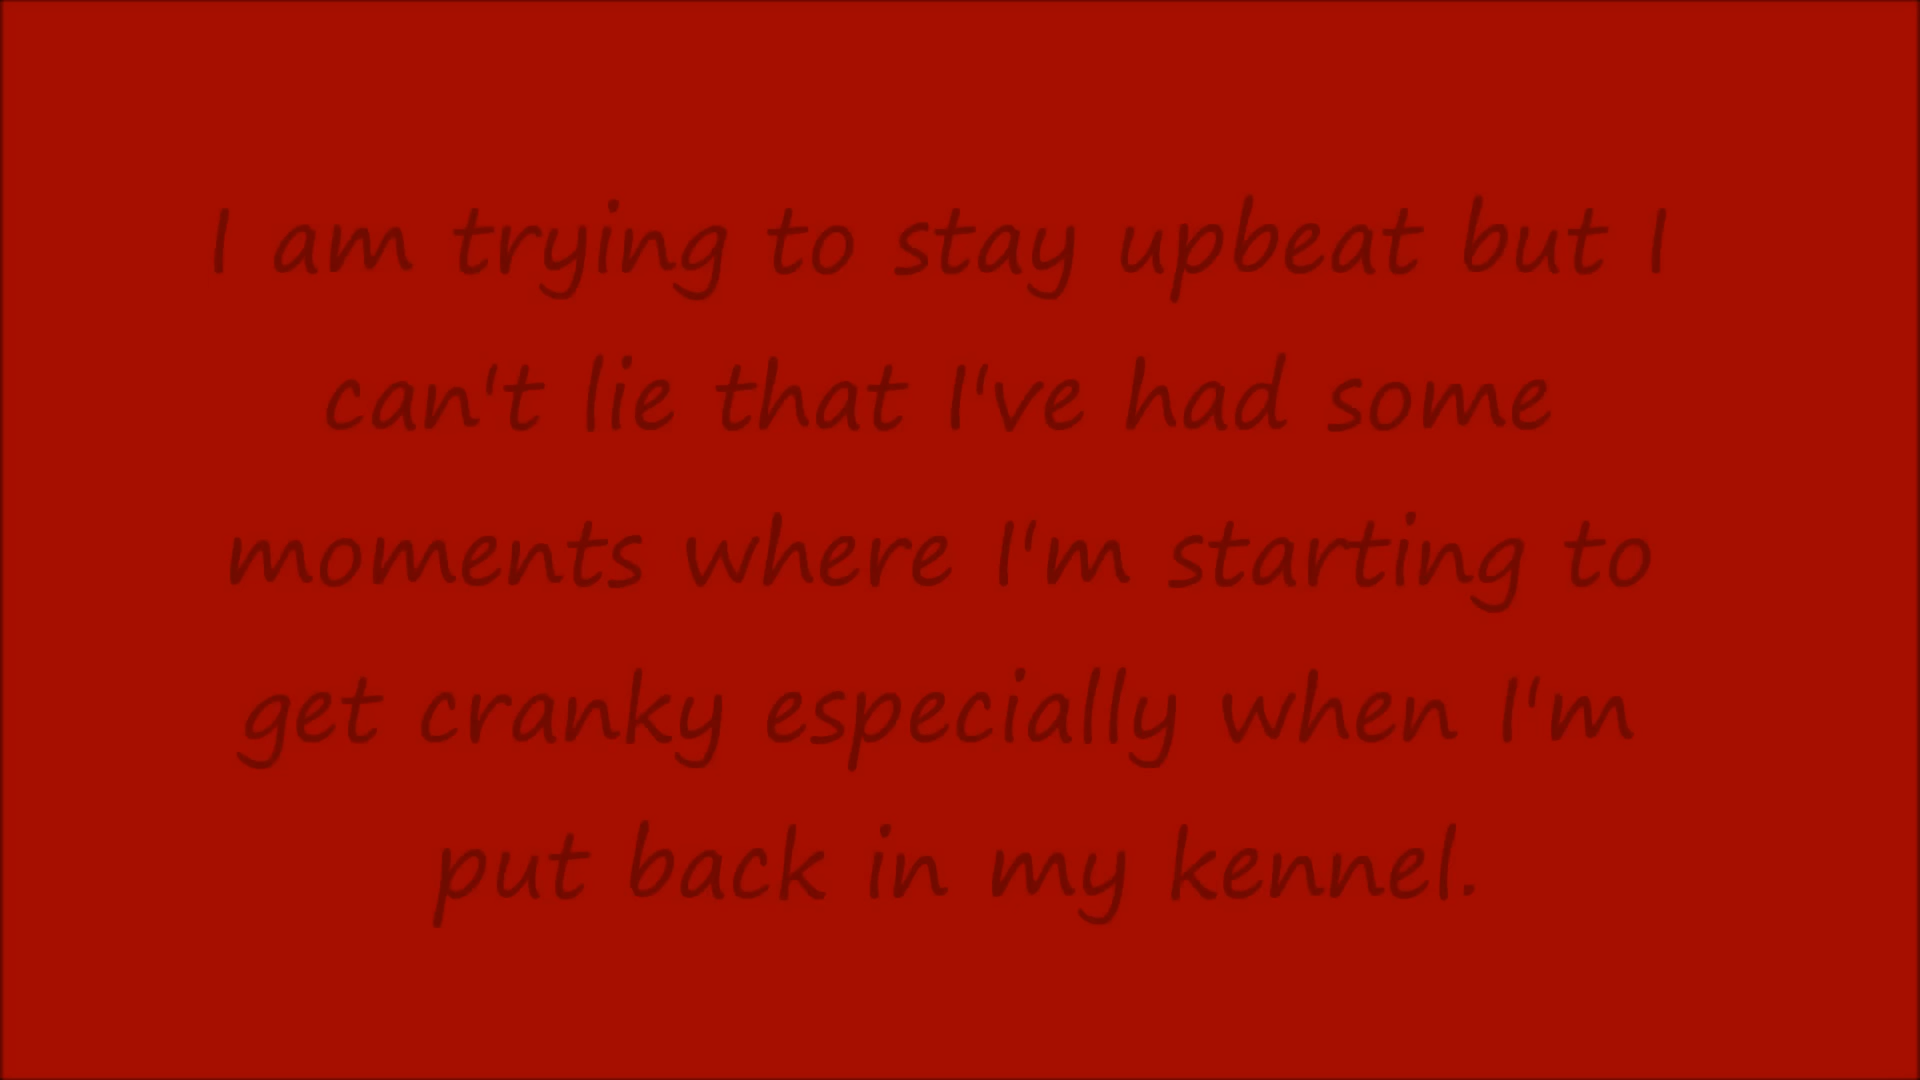 I am trying to stay upbeat but I
can't lie that I've had some
moments where I'm starting to
get cranky especially when I'm
put back in my kennel.